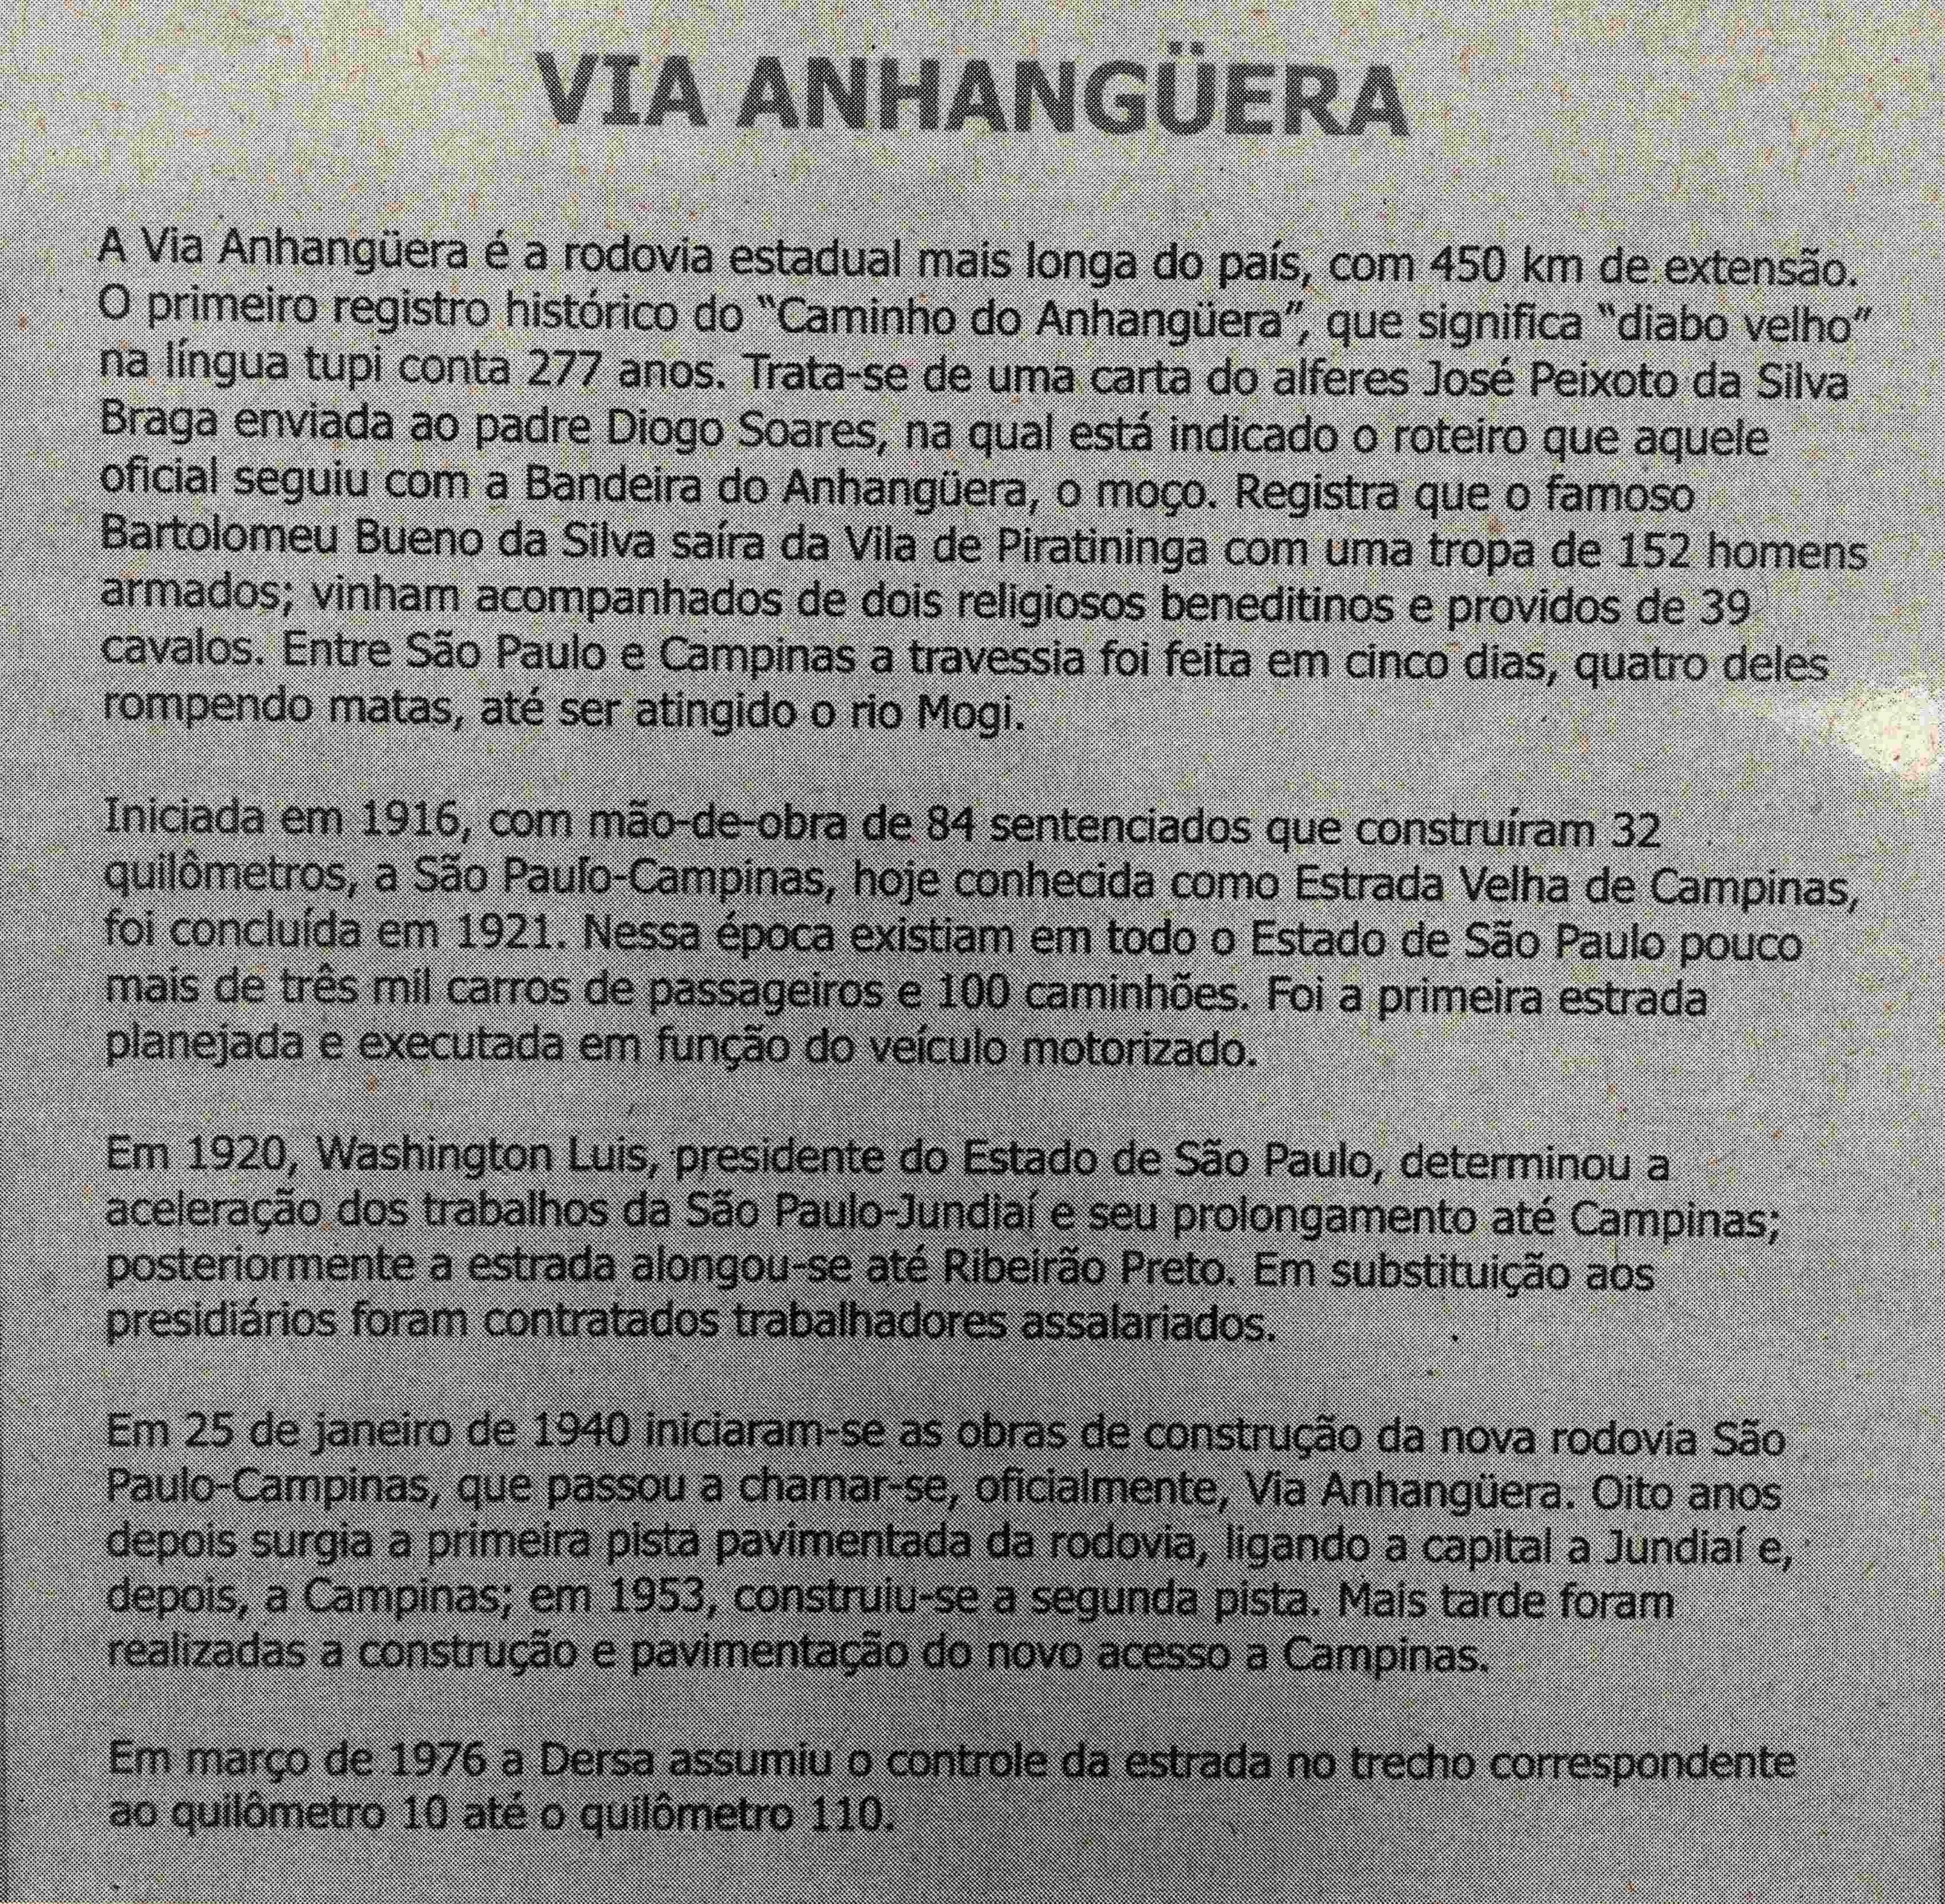 VIA ANHANGÜERA
A Via Anhangüera é a rodovia estadual mais longa do país, com 450 km de extensão.
O primeiro registro histórico do “Caminho do Anhangüera”, que significa “diabo velho”
na língua tupi conta 277 anos. Trata-se de uma carta do alferes José Peixoto da Silva
Braga enviada ao padre Diogo Soares, na qual está indicado o roteiro que aquele
oficial seguiu com a Bandeira do Anhangüera, o moço. Registra que o famoso
Bartolomeu Bueno da Silva saíra da Vila de Piratininga com uma tropa de 152 homens
armados; vinham acompanhados de dois religiosos beneditinos e providos de 39
cavalos. Entre São Paulo e Campinas a travessia foi feita em cinco dias, quatro deles
rompendo matas, até ser atingido o rio Mogi.
Iniciada em 1916, com mão-de-obra de 84 sentenciados que construíram 32
quilômetros, a São Paulo-Campinas, hoje conhecida como Estrada Velha de Campinas,
foi concluída em 1921. Nessa época existiam em todo o Estado de São Paulo pouco
mais de três mil carros de passageiros e 100 caminhões. Foi a primeira estrada
planejada e executada em função do veículo motorizado.
Em 1920, Washington Luis, presidente do Estado de São Paulo, determinou a
aceleração dos trabalhos da São Paulo-Jundiaí e seu prolongamento até Campinas;
posteriormente a estrada alongou-se até Ribeirão Preto. Em substituição aos
presidiários foram contratados trabalhadores assalariados.
Em 25 de janeiro de 1940 iniciaram-se as obras de construção da nova rodovia São
Paulo-Campinas, que passou a chamar-se, oficialmente, Via Anhangüera. Oito anos
depois surgia a primeira pista pavimentada da rodovia, ligando a capital a Jundiaí e,
depois, a Campinas; em 1953, construiu-se a segunda pista. Mais tarde foram
realizadas a construção e pavimentação do novo acesso a Campinas.
Em março de 1976 a Dersa assumiu o controle da estrada no trecho correspondente
ao quilômetro 10 até o quilômetro 110.